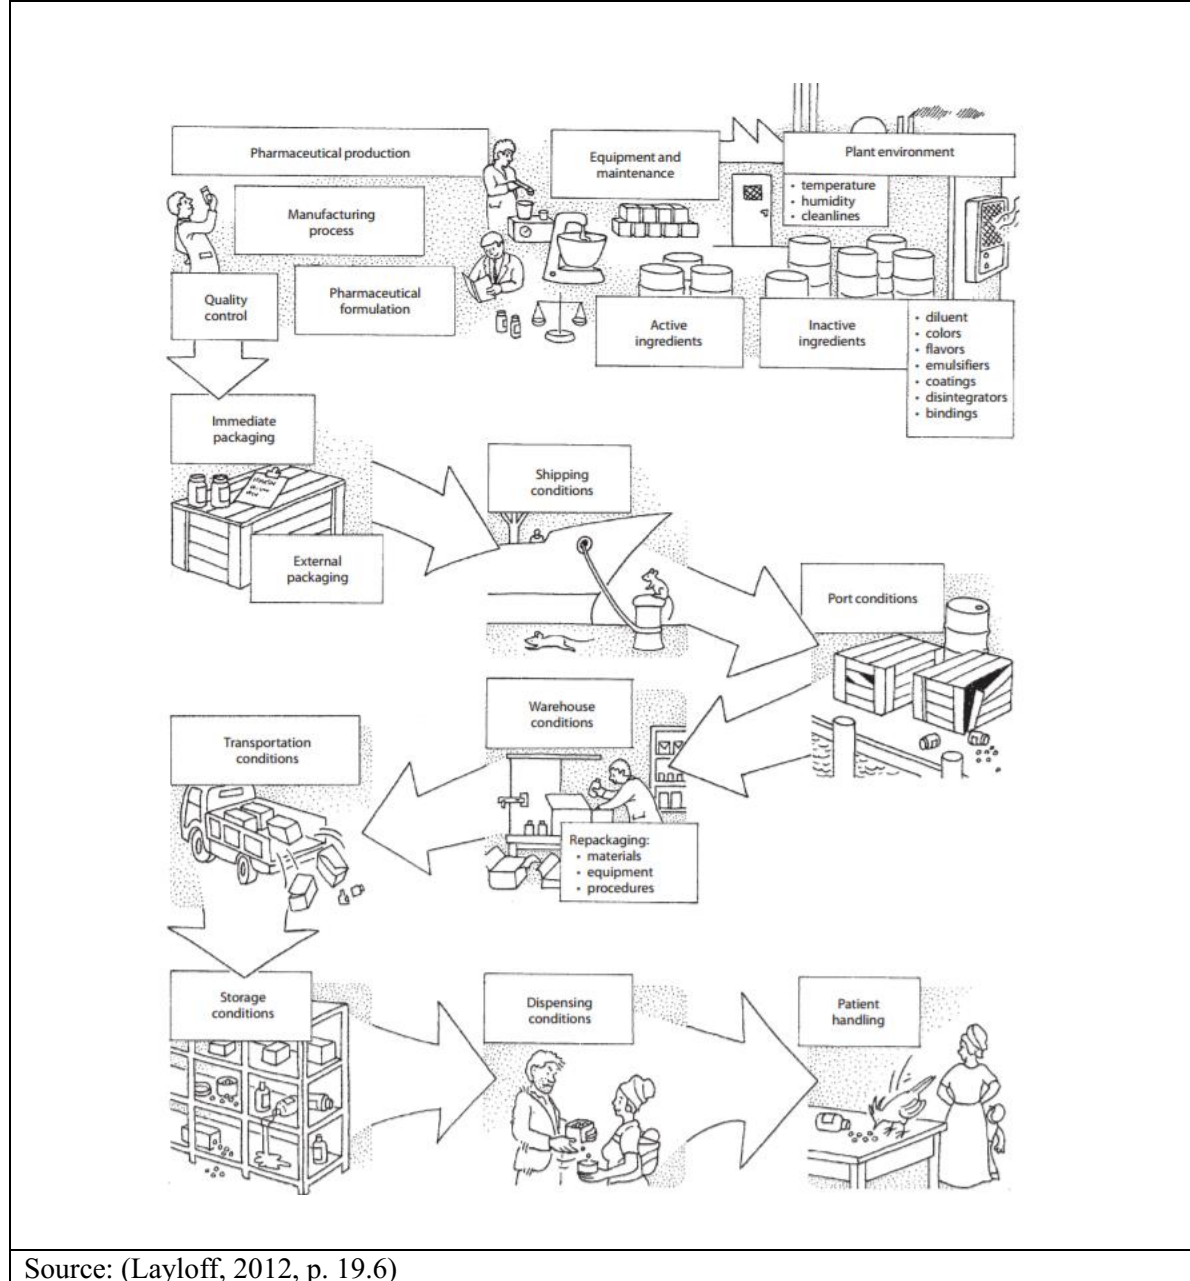 Pharmaceutical production
Equipment and
maintenance
Plant environment
• temperature
• humidity
• cleanlines
Manufacturing
process
Quality
control
Pharmaceutical
formulation
Active
ingredients
Inactive
ingredients
• diluent
• colors
• flavors
• emulsifiers
• coatings
• disintegrators
• bindings
Immediate
packaging
External
packaging
Shipping
conditions
Port conditions
Warehouse
conditions
Repackaging:
• materials
• equipment
• procedures
Transportation
conditions
Storage
conditions
Dispensing
conditions
Patient
handling
Source: (Layloff, 2012, p. 19.6)